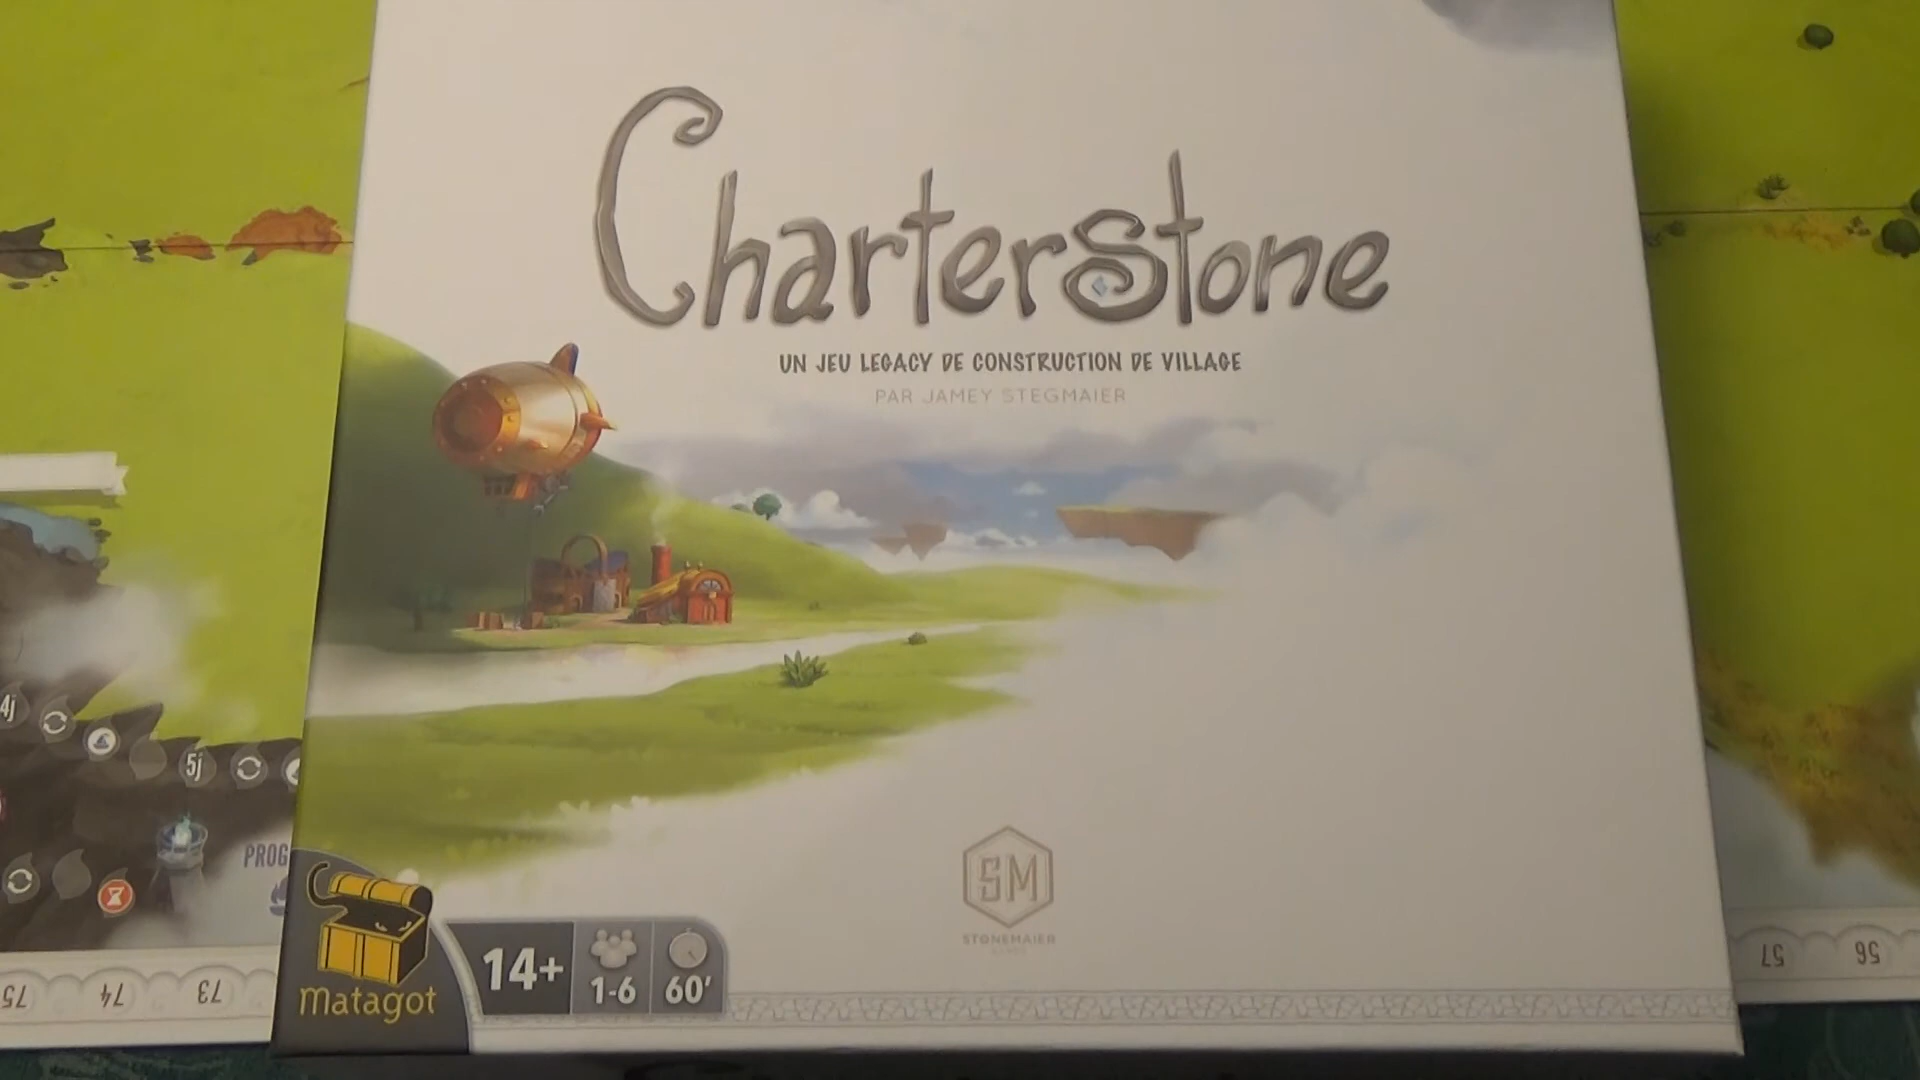 CharterStone
UN JEU LEGACY DE CONSTRUCTION DE VILLAGE
PAR JAMEY STEGMAIER
4j
5j
PROG
SM
STONEMAIER
matagot
14+
1-6
60'
75
74
73
57
56